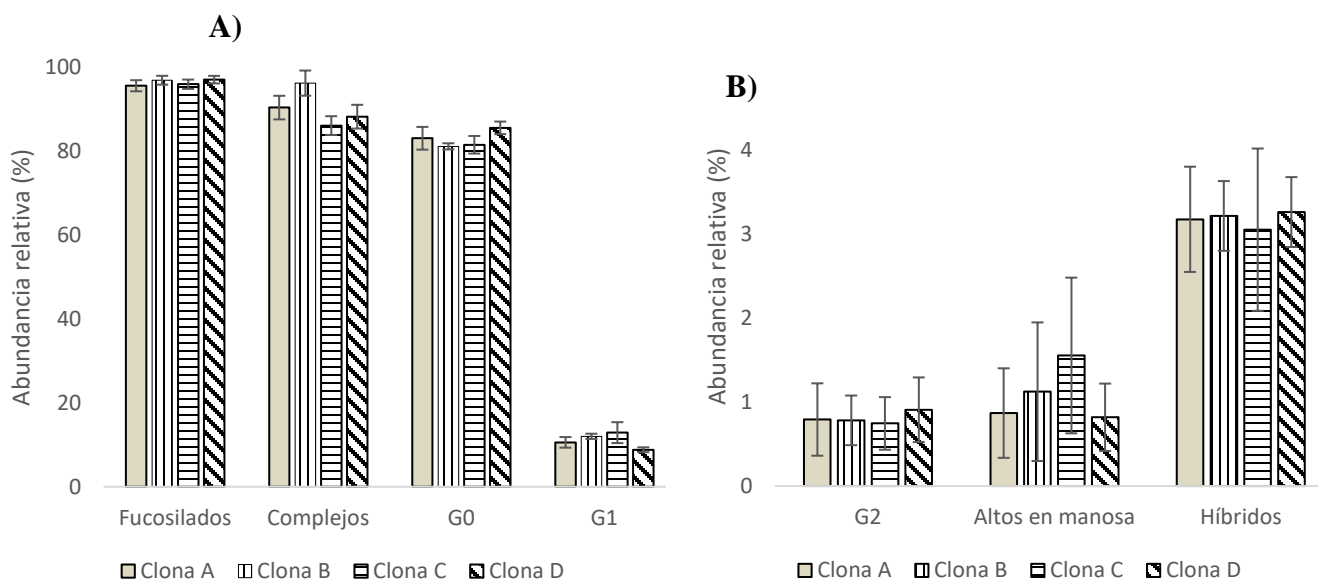 A)
Abundancia relativa (%)
100
80
60
40
20
0
Fucosilados Complejos G0 G1
Clona A Clona B Clona C Clona D
B)
Abundancia relativa (%)
4
3
2
1
0
G2 Altos en manosa Híbridos
Clona A Clona B Clona C Clona D